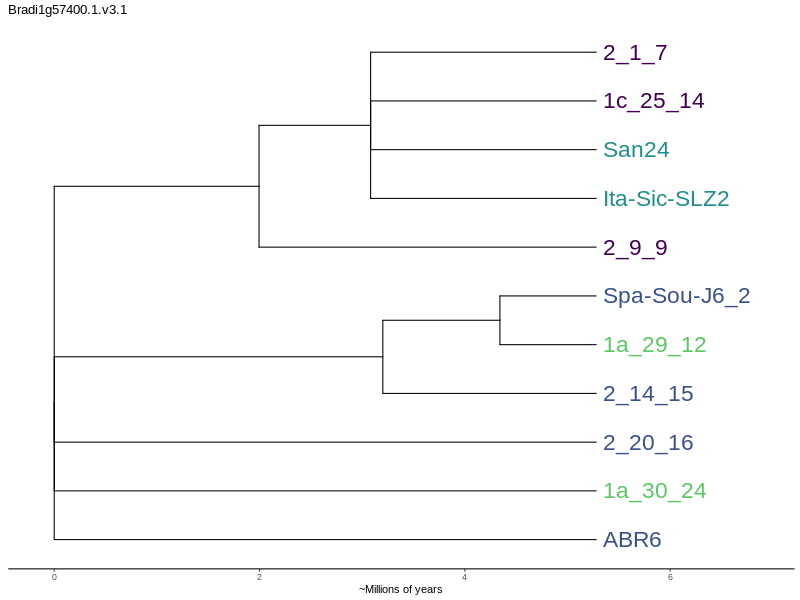 Bradi1g57400.1.v3.1
2_1_7
1c_25_14
San24
Ita-Sic-SLZ2
2_9_9
Spa-Sou-J6_2
1a_29_12
2_14_15
2_20_16
1a_30_24
ABR6
0 2 4 6
~Millions of years